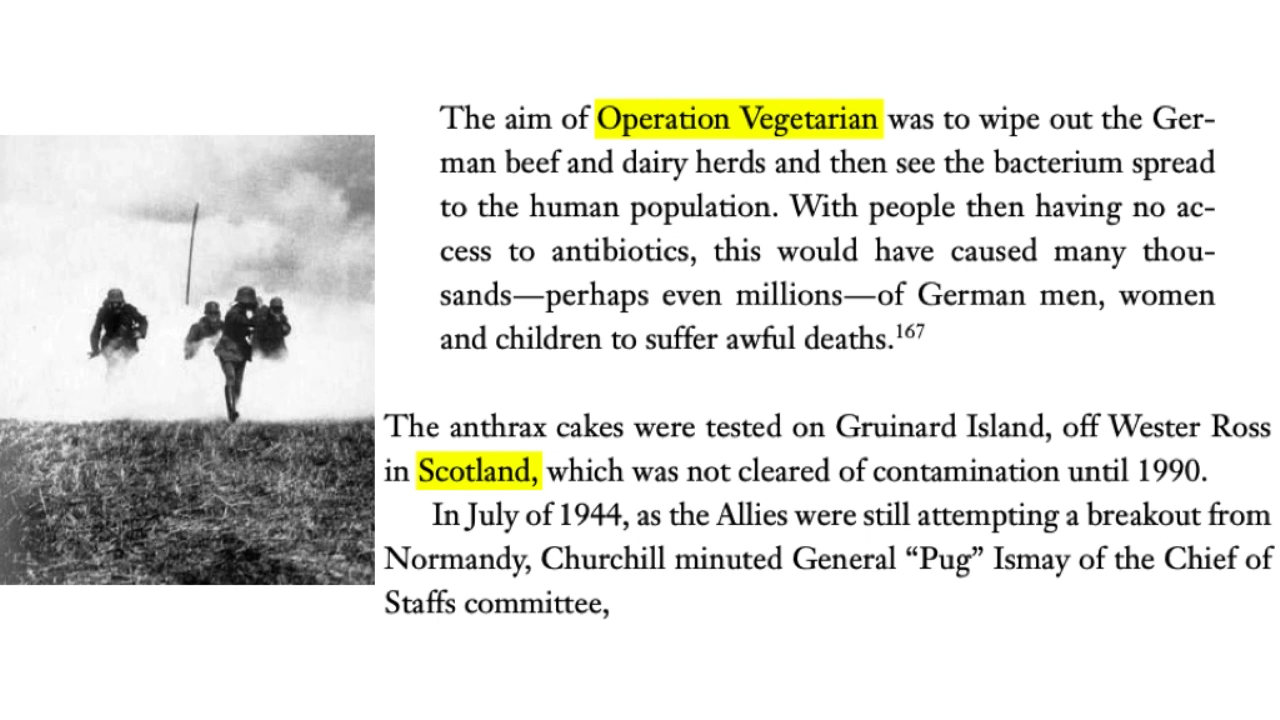 The aim of Operation Vegetarian was to wipe out the Ger-
man beef and dairy herds and then see the bacterium spread
to the human population. With people then having no ac-
cess to antibiotics, this would have caused many thou-
sands—perhaps even millions—of German men, women
and children to suffer awful deaths.¹⁶⁷
The anthrax cakes were tested on Gruinard Island, off Wester Ross
in Scotland, which was not cleared of contamination until 1990.
In July of 1944, as the Allies were still attempting a breakout from
Normandy, Churchill minuted General “Pug” Ismay of the Chief of
Staffs committee,